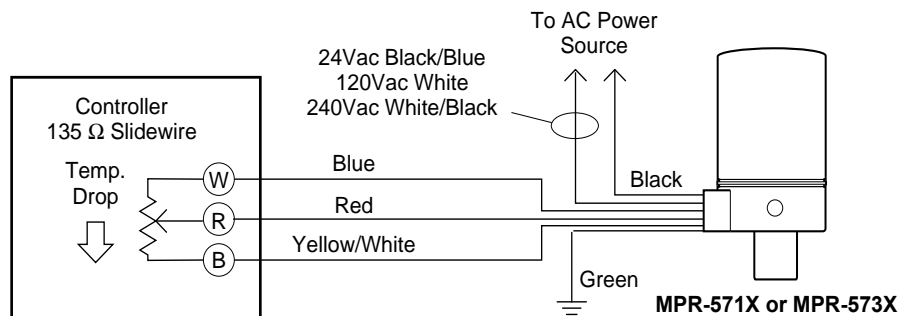 To AC Power
Source
24Vac Black/Blue
120Vac White
240Vac White/Black
Controller
135 Ω Slidewire
Temp.
Drop
W
Blue
Black
R
Red
B
Yellow/White
Green
MPR-571X or MPR-573X